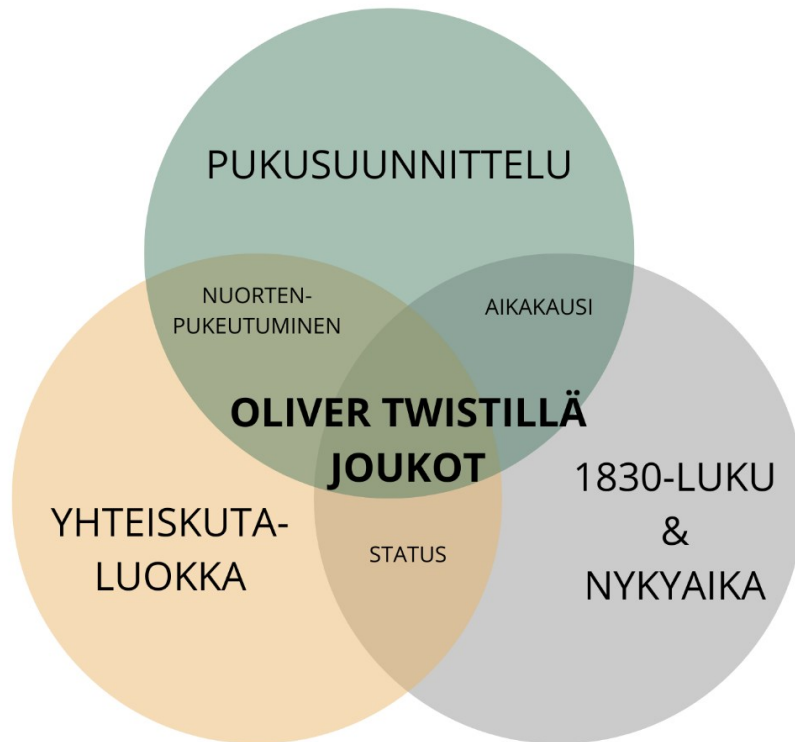 PUKUSUUNNITTELU
NUORTEN-
PUKEUTUMINEN
AIKAKAUSI
OLIVER TWISTILLÄ
JOUKOT
YHTEISKUTA-
LUOKKA
STATUS
1830-LUKU
&
NYKYAIKA